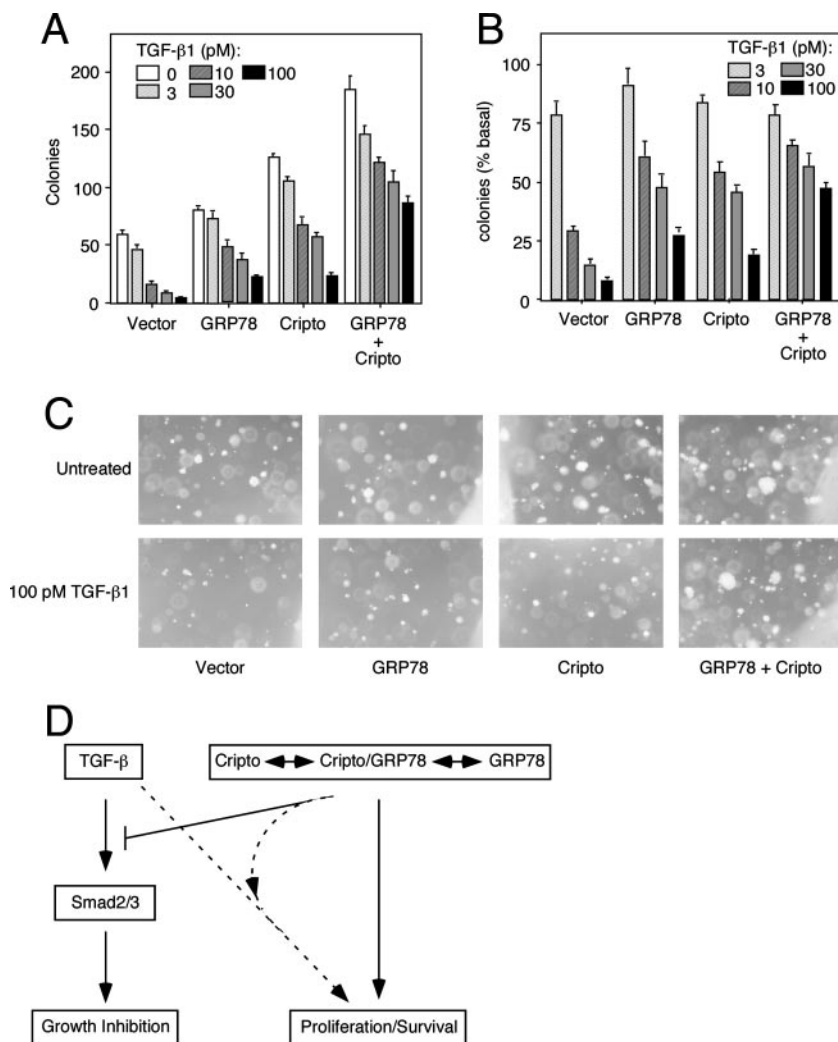 A
TGF-β1 (pM):
0 10 100
3 30
Colonies
200
150
100
50
0
Vector GRP78 Cripto GRP78
+
Cripto
B
TGF-β1 (pM):
3 30
10 100
colonies (% basal)
100
75
50
25
0
Vector GRP78 Cripto GRP78
+
Cripto
C
Untreated
100 pM TGF-β1
Vector GRP78 Cripto GRP78 + Cripto
D
TGF-β
Cripto Cripto/GRP78 GRP78
Smad2/3
Growth Inhibition Proliferation/Survival